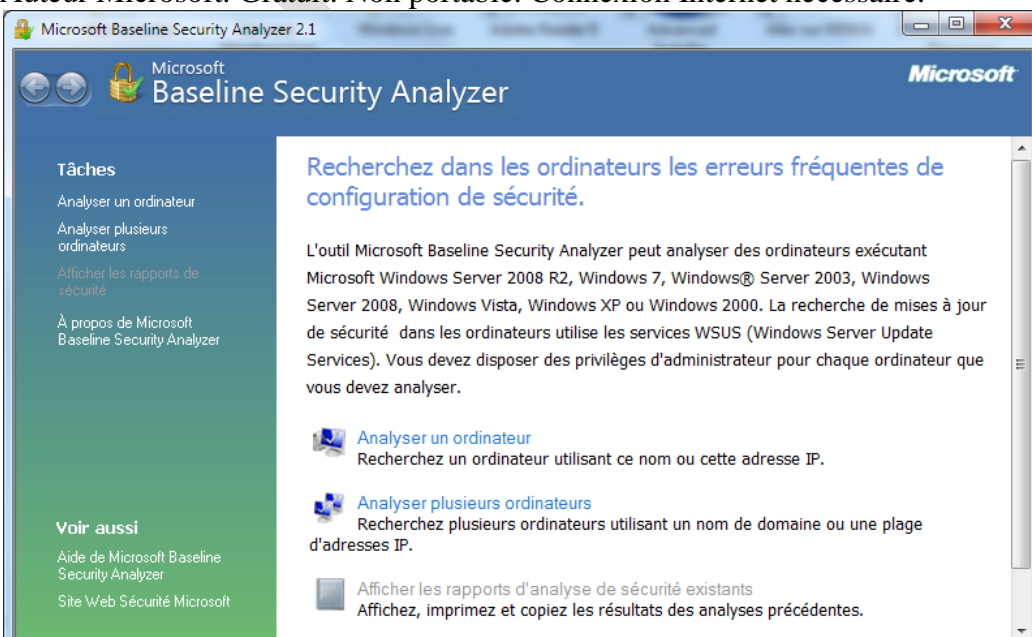 Auteur Microsoft. Gratuit. Non portable. Connexion Internet nécessaire.
Microsoft Baseline Security Analyzer 2.1
Microsoft
Baseline Security Analyzer
Microsoft
Tâches
Analyser un ordinateur
Analyser plusieurs
ordinateurs
Afficher les rapports de
sécurité
À propos de Microsoft
Baseline Security Analyzer
Voir aussi
Aide de Microsoft Baseline
Security Analyzer
Site Web Sécurité Microsoft
Recherchez dans les ordinateurs les erreurs fréquentes de
configuration de sécurité.
L'outil Microsoft Baseline Security Analyzer peut analyser des ordinateurs exécutant
Microsoft Windows Server 2008 R2, Windows 7, Windows® Server 2003, Windows
Server 2008, Windows Vista, Windows XP ou Windows 2000. La recherche de mises à jour
de sécurité dans les ordinateurs utilise les services WSUS (Windows Server Update
Services). Vous devez disposer des privilèges d'administrateur pour chaque ordinateur que
vous devez analyser.
Analyser un ordinateur
Recherchez un ordinateur utilisant ce nom ou cette adresse IP.
Analyser plusieurs ordinateurs
Recherchez plusieurs ordinateurs utilisant un nom de domaine ou une plage
d'adresses IP.
Afficher les rapports d'analyse de sécurité existants
Affichez, imprimez et copiez les résultats des analyses précédentes.